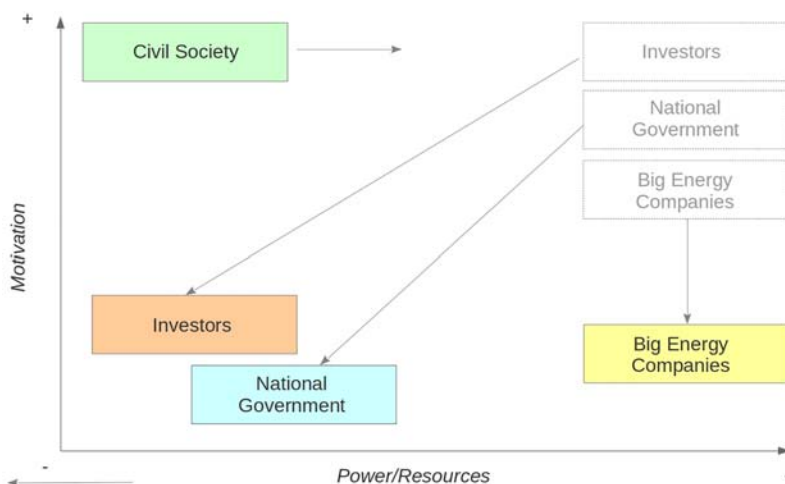 +
Civil Society
Investors
National
Government
Big Energy
Companies
Motivation
Investors
National
Government
Big Energy
Companies
-
Power/Resources